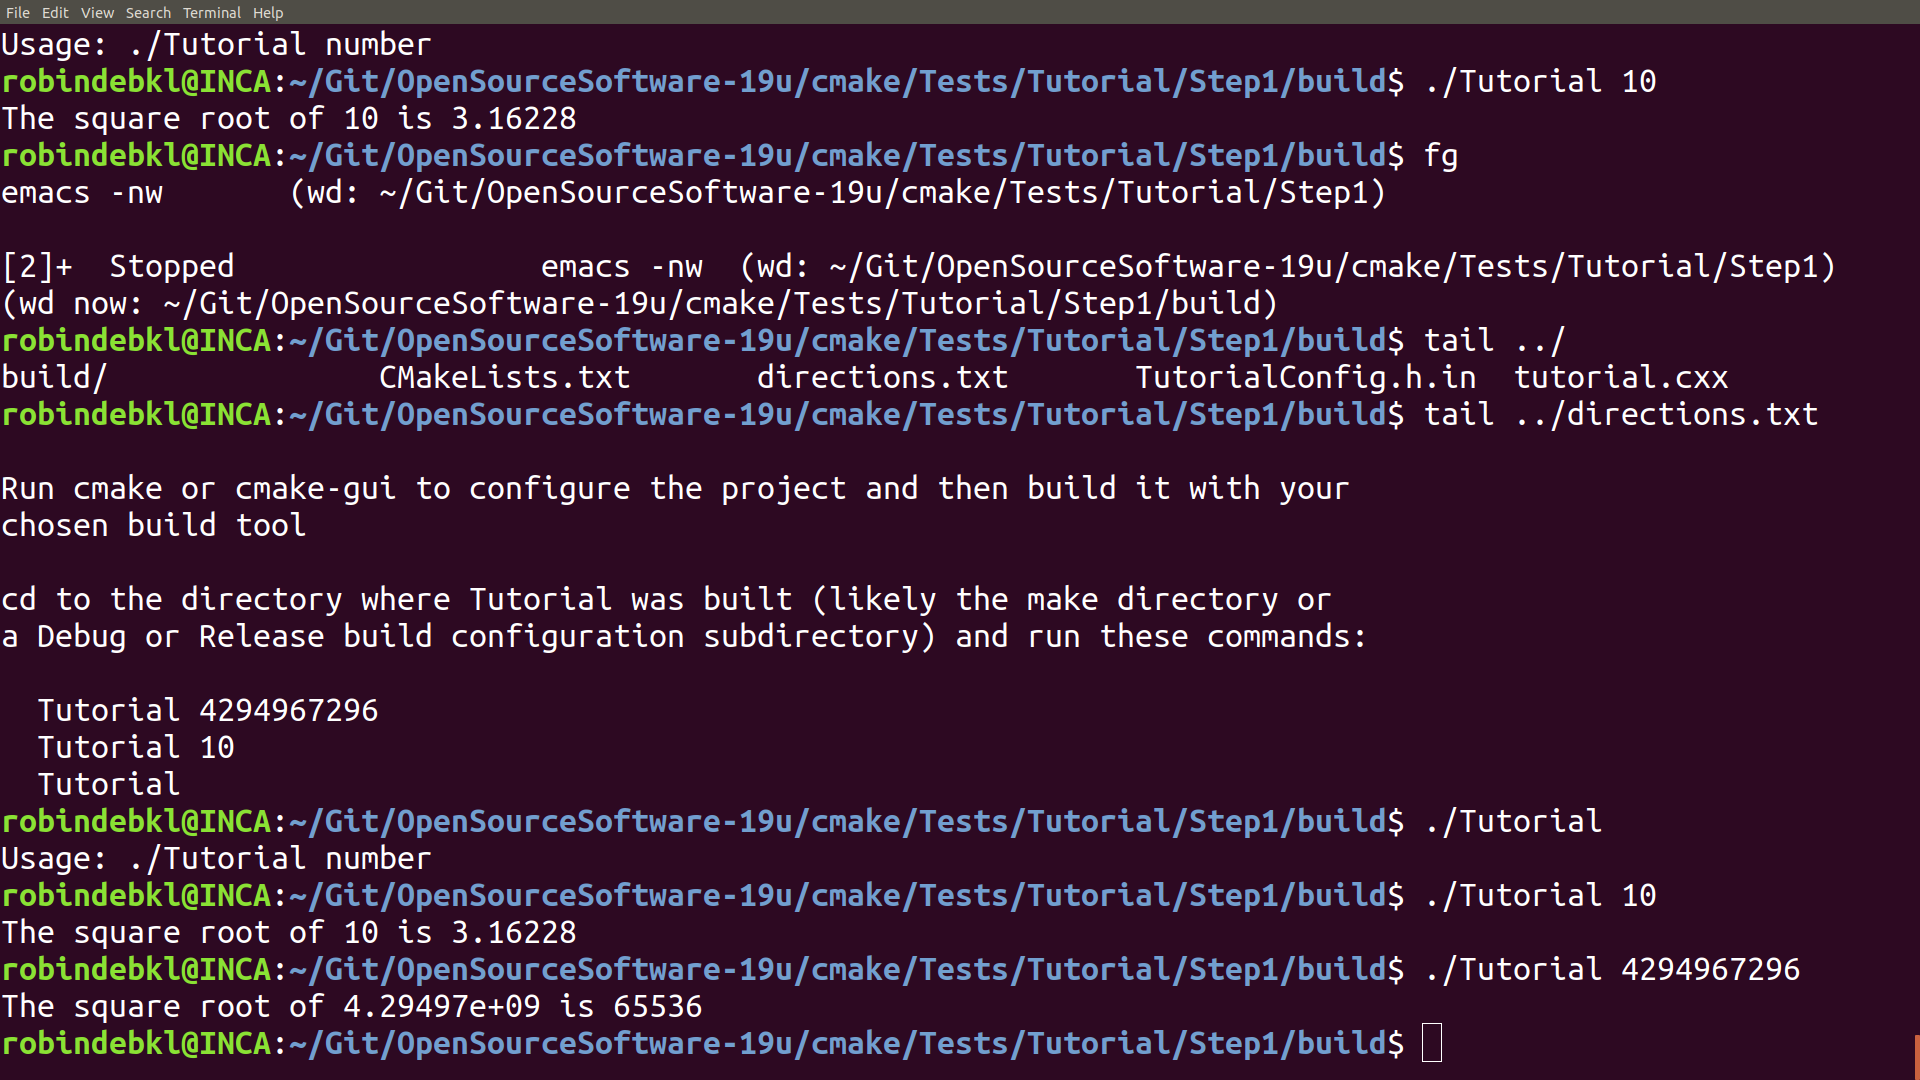 File Edit View Search Terminal Help
Usage: ./Tutorial number
robindebkl@INCA:~/Git/OpenSourceSoftware-19u/cmake/Tests/Tutorial/Step1/build$ ./Tutorial 10
The square root of 10 is 3.16228
robindebkl@INCA:~/Git/OpenSourceSoftware-19u/cmake/Tests/Tutorial/Step1/build$ fg
emacs -nw       (wd: ~/Git/OpenSourceSoftware-19u/cmake/Tests/Tutorial/Step1)
[2]+  Stopped                 emacs -nw  (wd: ~/Git/OpenSourceSoftware-19u/cmake/Tests/Tutorial/Step1)
(wd now: ~/Git/OpenSourceSoftware-19u/cmake/Tests/Tutorial/Step1/build)
robindebkl@INCA:~/Git/OpenSourceSoftware-19u/cmake/Tests/Tutorial/Step1/build$ tail ../
build/               CMakeLists.txt       directions.txt       TutorialConfig.h.in  tutorial.cxx
robindebkl@INCA:~/Git/OpenSourceSoftware-19u/cmake/Tests/Tutorial/Step1/build$ tail ../directions.txt
Run cmake or cmake-gui to configure the project and then build it with your
chosen build tool
cd to the directory where Tutorial was built (likely the make directory or
a Debug or Release build configuration subdirectory) and run these commands:
  Tutorial 4294967296
  Tutorial 10
  Tutorial
robindebkl@INCA:~/Git/OpenSourceSoftware-19u/cmake/Tests/Tutorial/Step1/build$ ./Tutorial
Usage: ./Tutorial number
robindebkl@INCA:~/Git/OpenSourceSoftware-19u/cmake/Tests/Tutorial/Step1/build$ ./Tutorial 10
The square root of 10 is 3.16228
robindebkl@INCA:~/Git/OpenSourceSoftware-19u/cmake/Tests/Tutorial/Step1/build$ ./Tutorial 4294967296
The square root of 4.29497e+09 is 65536
robindebkl@INCA:~/Git/OpenSourceSoftware-19u/cmake/Tests/Tutorial/Step1/build$